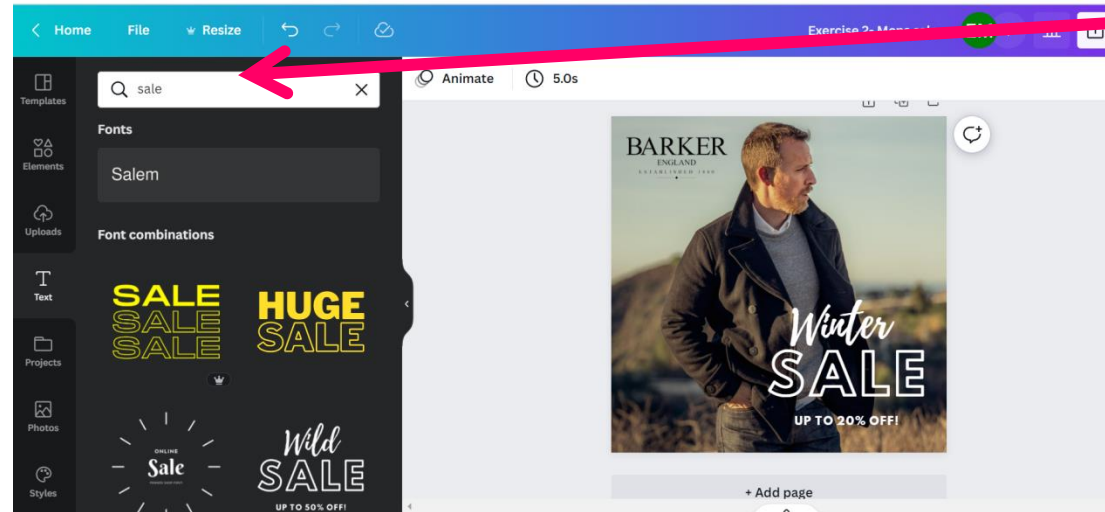 Home File Resize
Exercise 2-
EM
sale
Animate 5.0s
Templates
Elements
Uploads
Text
Projects
Photos
Styles
Fonts
Salem
Font combinations
SALE
SALE
SALE
HUGE
SALE
ONLINE
Sale
Wild
SALE
UP TO 50% OFF!
BARKER
ENGLAND
ESTABLISHED 1880
Winter
SALE
UP TO 20% OFF!
+ Add page